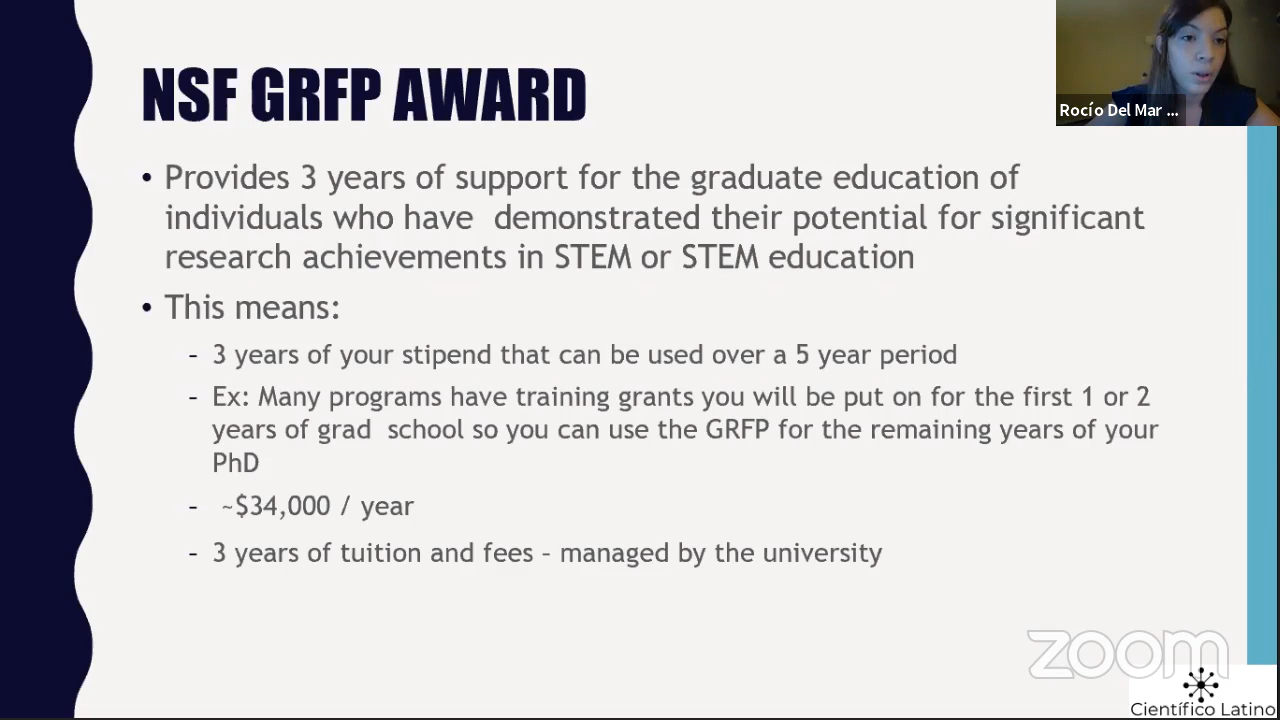 NSF GRFP AWARD
Rocío Del Mar ...
• Provides 3 years of support for the graduate education of
individuals who have demonstrated their potential for significant
research achievements in STEM or STEM education
• This means:
– 3 years of your stipend that can be used over a 5 year period
– Ex: Many programs have training grants you will be put on for the first 1 or 2
years of grad school so you can use the GRFP for the remaining years of your
PhD
– ~$34,000 / year
– 3 years of tuition and fees – managed by the university
zoom
Científico Latino